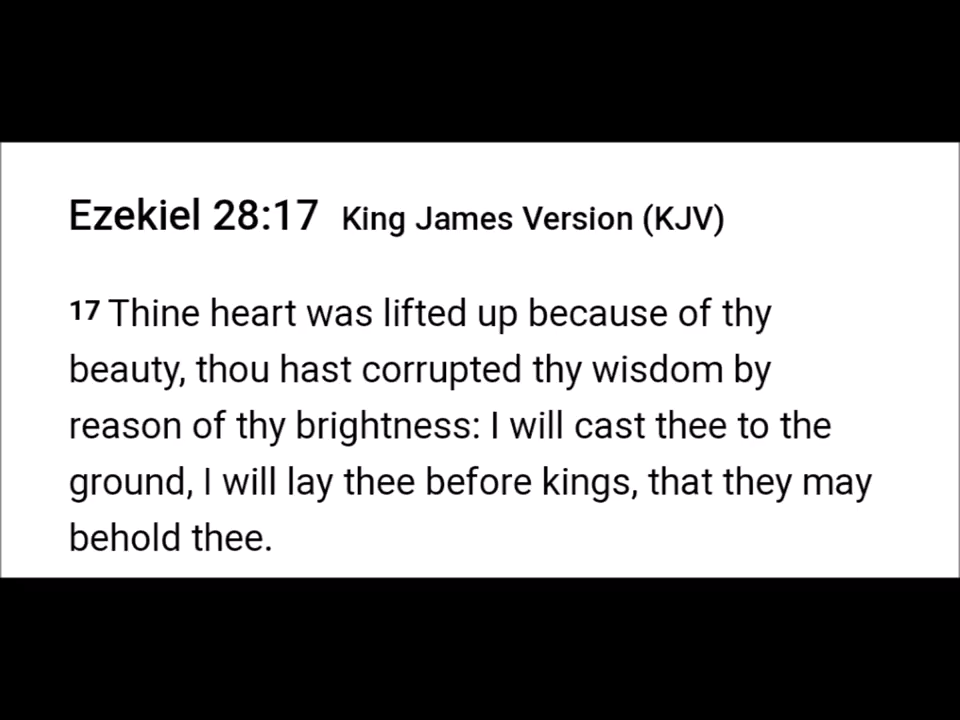 Ezekiel 28:17 King James Version (KJV)
17 Thine heart was lifted up because of thy
beauty, thou hast corrupted thy wisdom by
reason of thy brightness: I will cast thee to the
ground, I will lay thee before kings, that they may
behold thee.